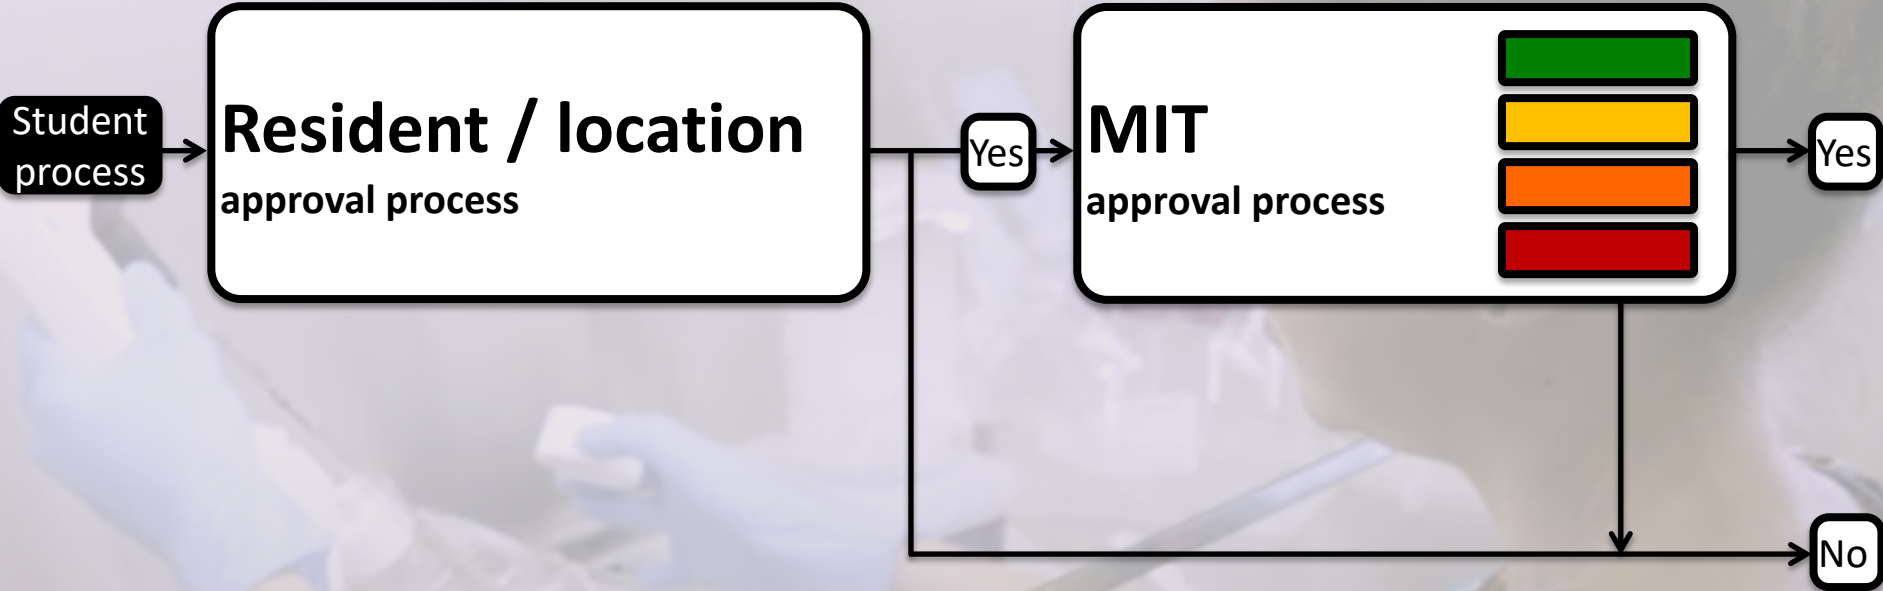 Student
process
Resident / location
approval process
Yes
MIT
approval process
Yes
No